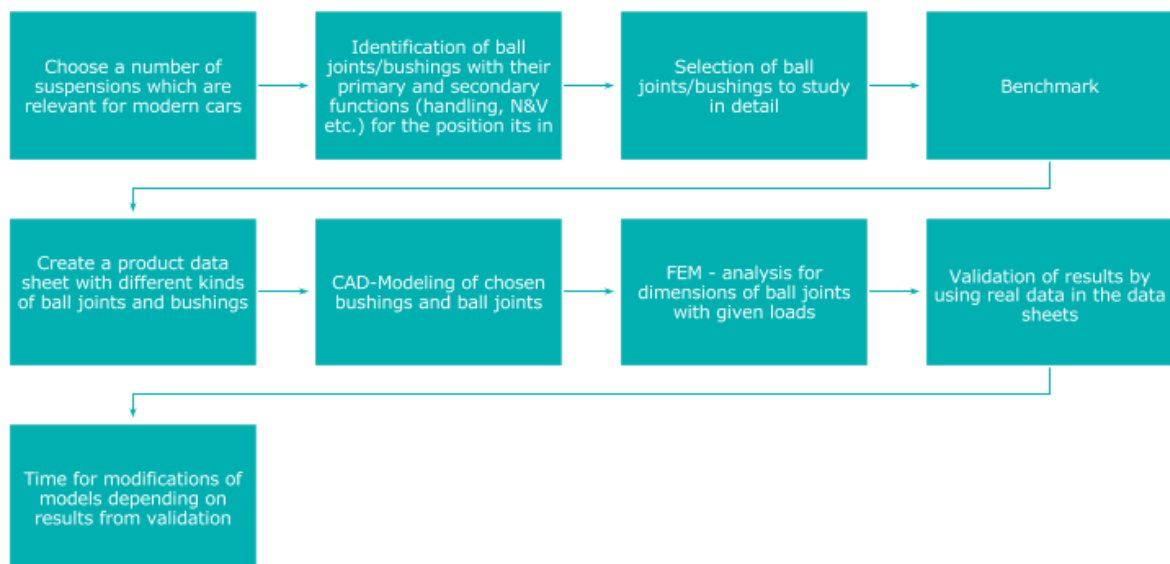 Choose a number of
suspensions which are
relevant for modern cars
Identification of ball
joints/bushings with their
primary and secondary
functions (handling, N&V
etc.) for the position its in
Selection of ball
joints/bushings to study
in detail
Benchmark
Create a product data
sheet with different kinds
of ball joints and bushings
CAD-Modeling of chosen
bushings and ball joints
FEM - analysis for
dimensions of ball joints
with given loads
Validation of results by
using real data in the data
sheets
Time for modifications of
models depending on
results from validation